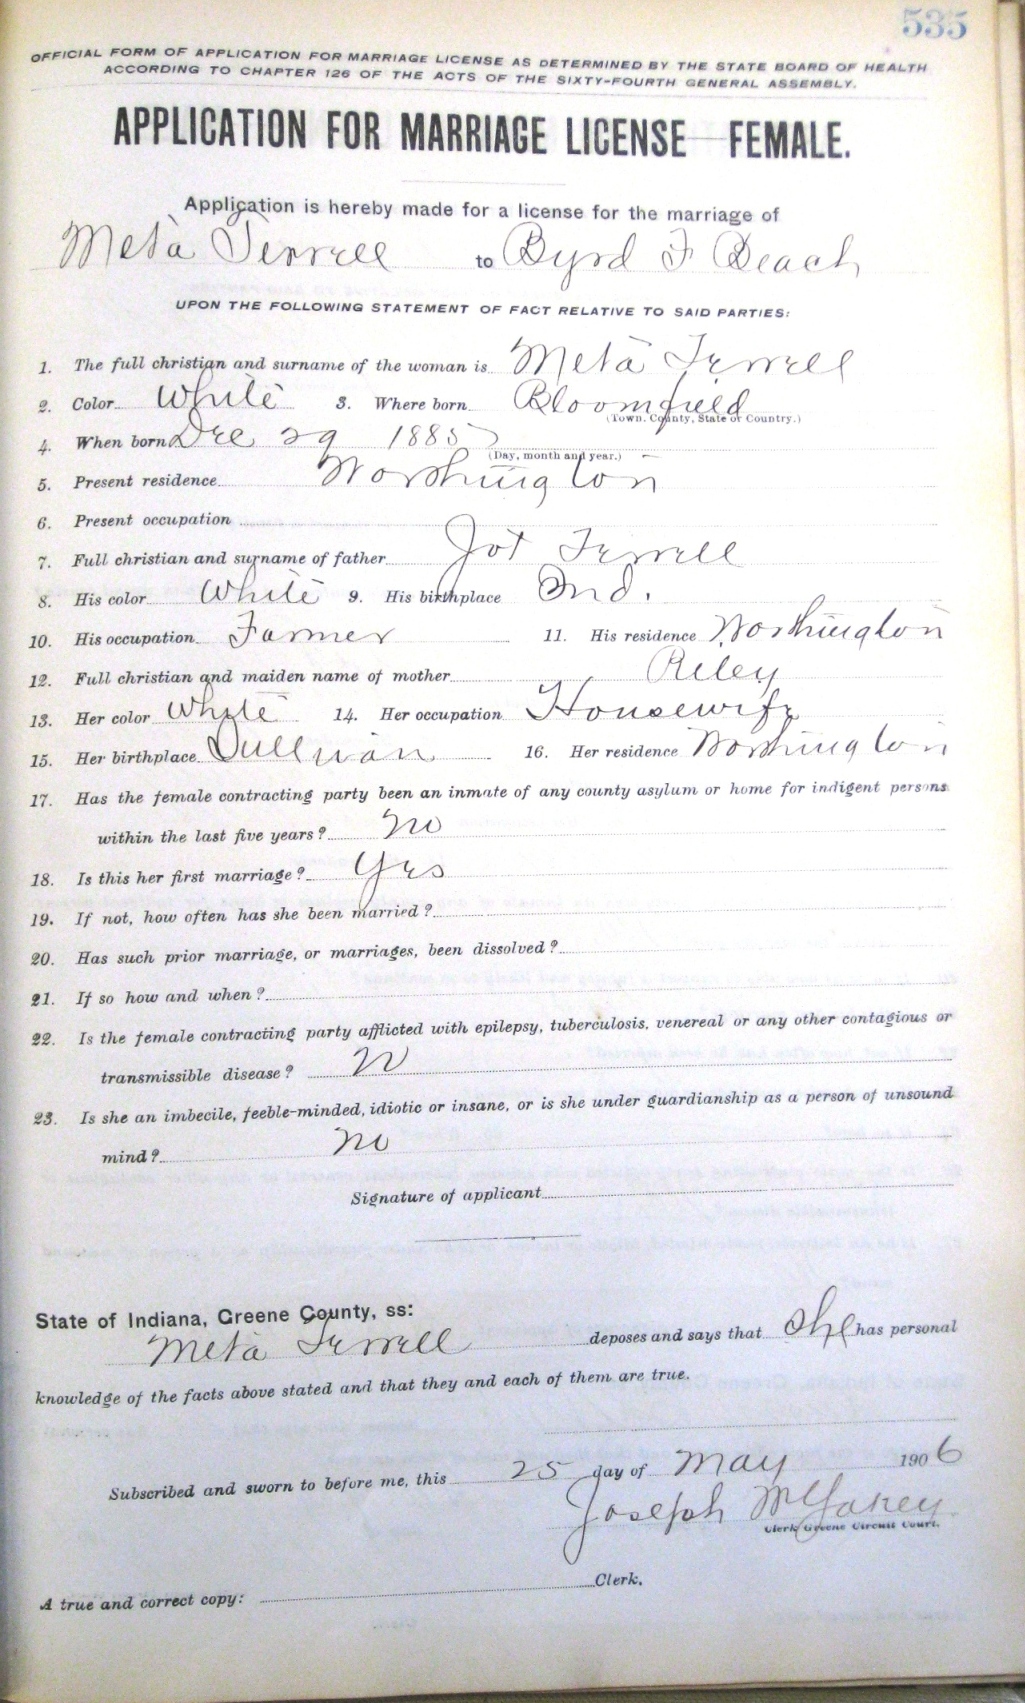 535
OFFICIAL FORM OF APPLICATION FOR MARRIAGE LICENSE AS DETERMINED BY THE STATE BOARD OF HEALTH
ACCORDING TO CHAPTER 126 OF THE ACTS OF THE SIXTY-FOURTH GENERAL ASSEMBLY.
APPLICATION FOR MARRIAGE LICENSE—FEMALE.
Application is hereby made for a license for the marriage of
Meta Terrell to Byrd F Beach
UPON THE FOLLOWING STATEMENT OF FACT RELATIVE TO SAID PARTIES:
1. The full christian and surname of the woman is Meta Terrell
2. Color White 3. Where born Bloomfield
(Town, County, State or Country.)
4. When born Dec 29 1885
(Day, month and year.)
5. Present residence Worthington
6. Present occupation
7. Full christian and surname of father Jot Terrell
8. His color White 9. His birthplace Ind.
10. His occupation Farmer 11. His residence Worthington
12. Full christian and maiden name of mother Riley
13. Her color White 14. Her occupation Housewife
15. Her birthplace Sullivan 16. Her residence Worthington
17. Has the female contracting party been an inmate of any county asylum or home for indigent persons
within the last five years? no
18. Is this her first marriage? Yes
19. If not, how often has she been married?
20. Has such prior marriage, or marriages, been dissolved?
21. If so how and when?
22. Is the female contracting party afflicted with epilepsy, tuberculosis, venereal or any other contagious or
transmissible disease? N
23. Is she an imbecile, feeble-minded, idiotic or insane, or is she under guardianship as a person of unsound
mind? no
Signature of applicant
State of Indiana, Greene County, ss:
Meta Terrell deposes and says that She has personal
knowledge of the facts above stated and that they and each of them are true.
Subscribed and sworn to before me, this 25 day of May 1906
Joseph
Clerk Greene Circuit Court.
A true and correct copy: Clerk.